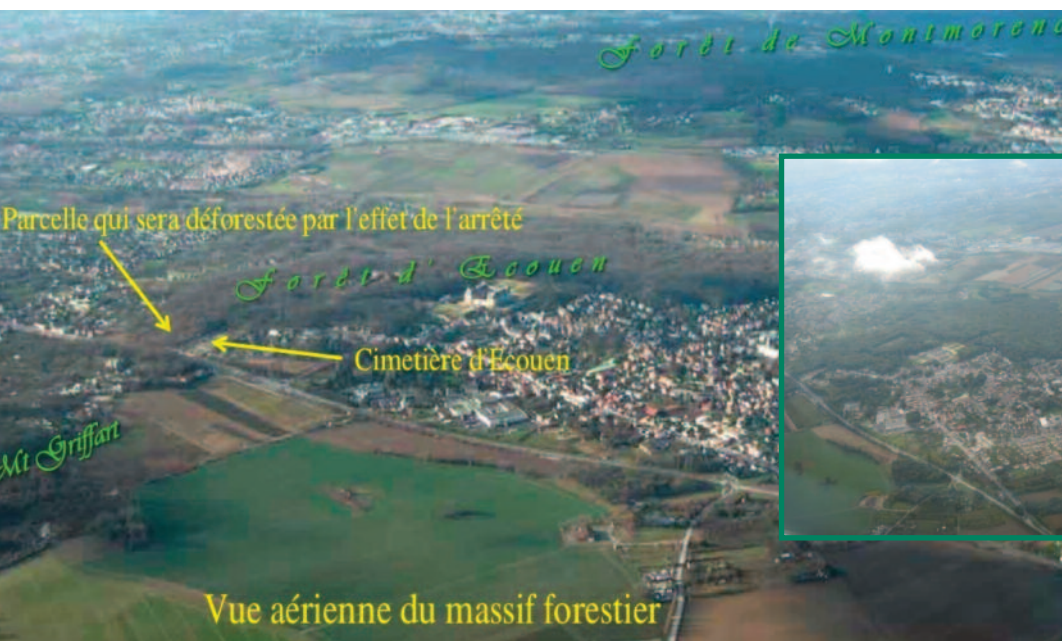 Forêt de Montmorenc
Parcelle qui sera déforestée par l'effet de l'arrêté
Forêt d'Ecouen
Cimetière d'Ecouen
Mt Griffart
Vue aérienne du massif forestier